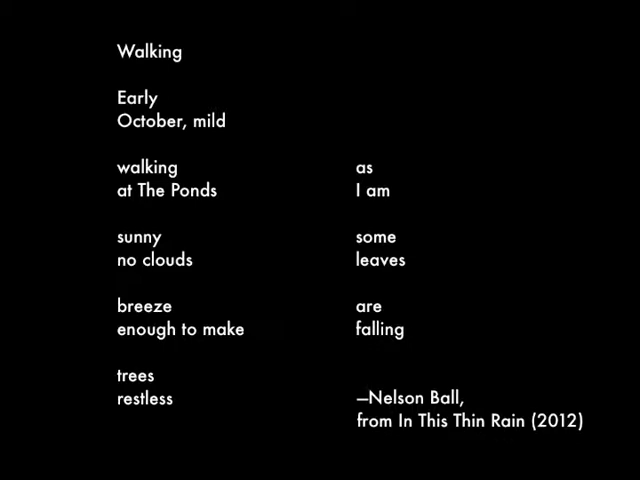 Walking
Early
October, mild
walking
at The Ponds
sunny
no clouds
breeze
enough to make
trees
restless
as
I am
some
leaves
are
falling
—Nelson Ball,
from In This Thin Rain (2012)